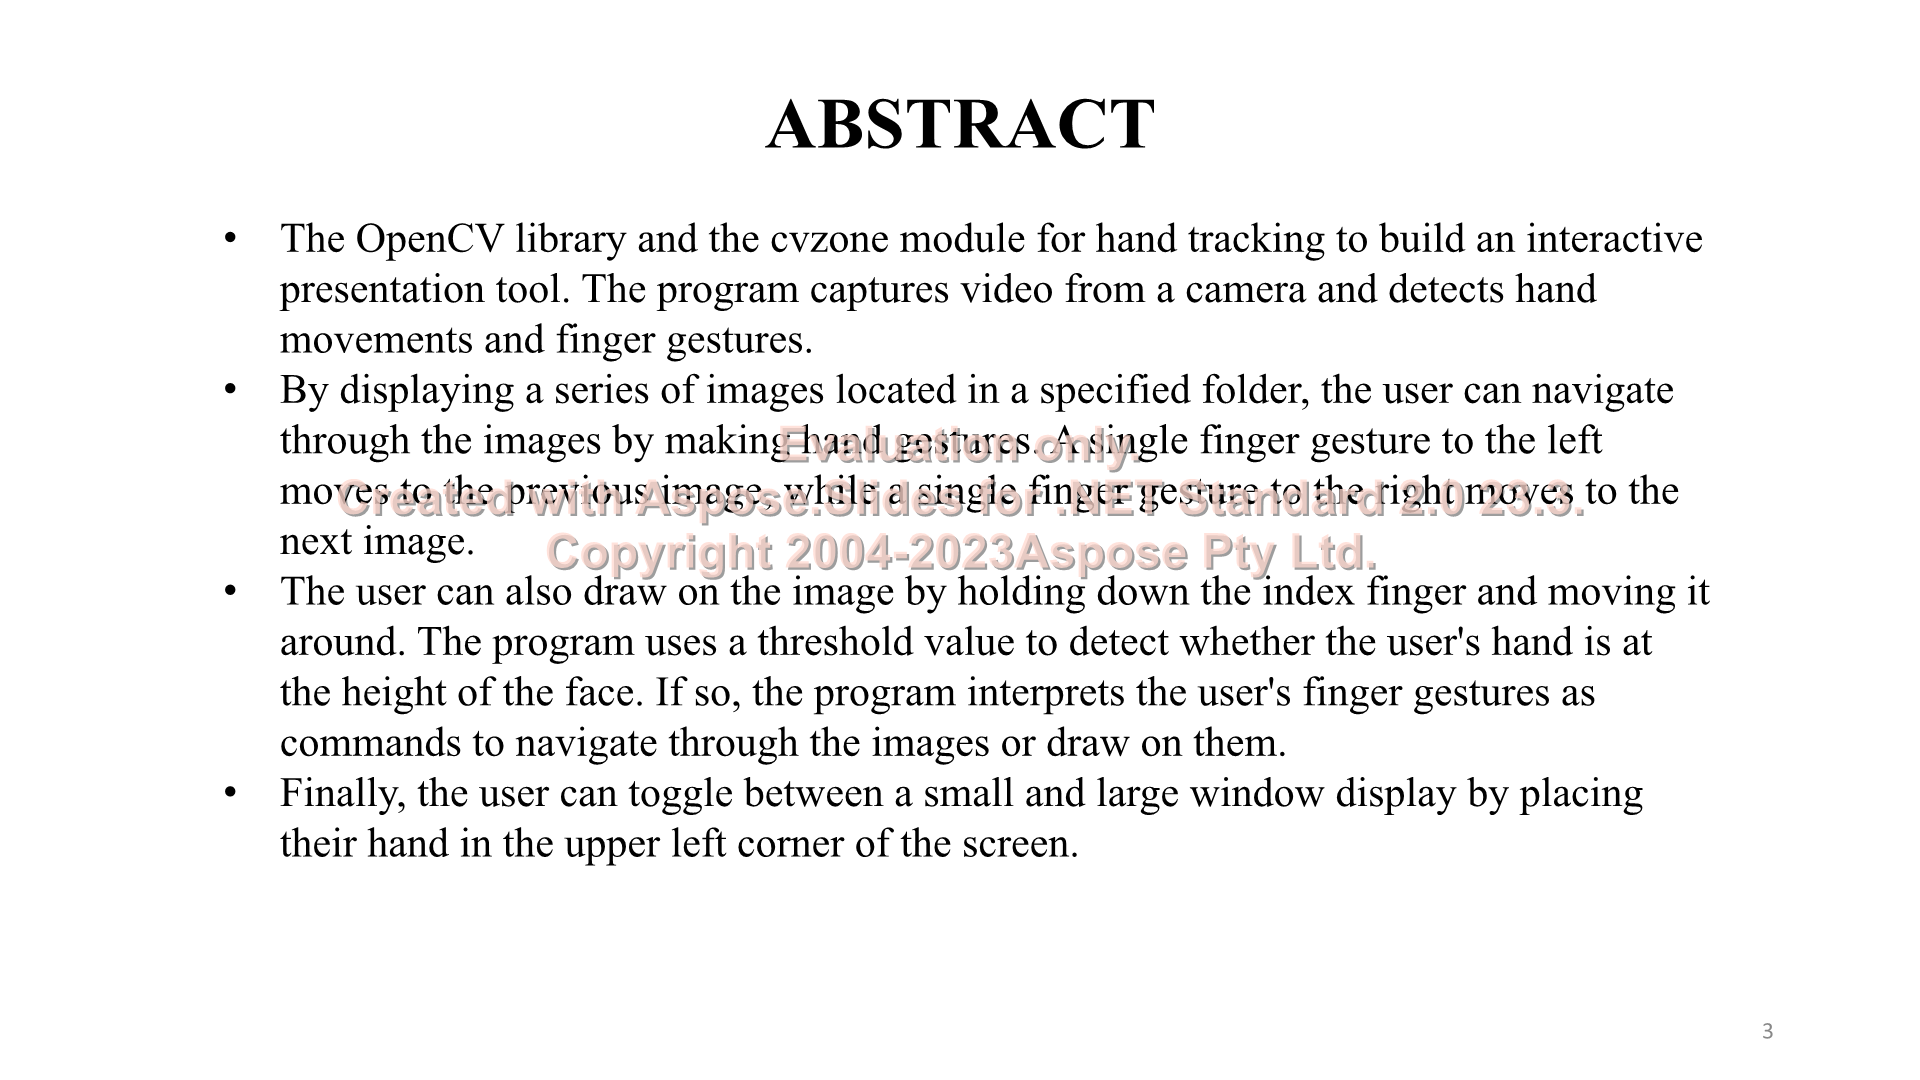 ABSTRACT
• The OpenCV library and the cvzone module for hand tracking to build an interactive
presentation tool. The program captures video from a camera and detects hand
movements and finger gestures.
• By displaying a series of images located in a specified folder, the user can navigate
through the images by making hand gestures. A single finger gesture to the left
moves to the previous image, while a single finger gesture to the right moves to the
next image.
Evaluation only.
Created with Aspose.Slides for .NET Standard 2.0 23.3.
Copyright 2004-2023Aspose Pty Ltd.
• The user can also draw on the image by holding down the index finger and moving it
around. The program uses a threshold value to detect whether the user's hand is at
the height of the face. If so, the program interprets the user's finger gestures as
commands to navigate through the images or draw on them.
• Finally, the user can toggle between a small and large window display by placing
their hand in the upper left corner of the screen.
3